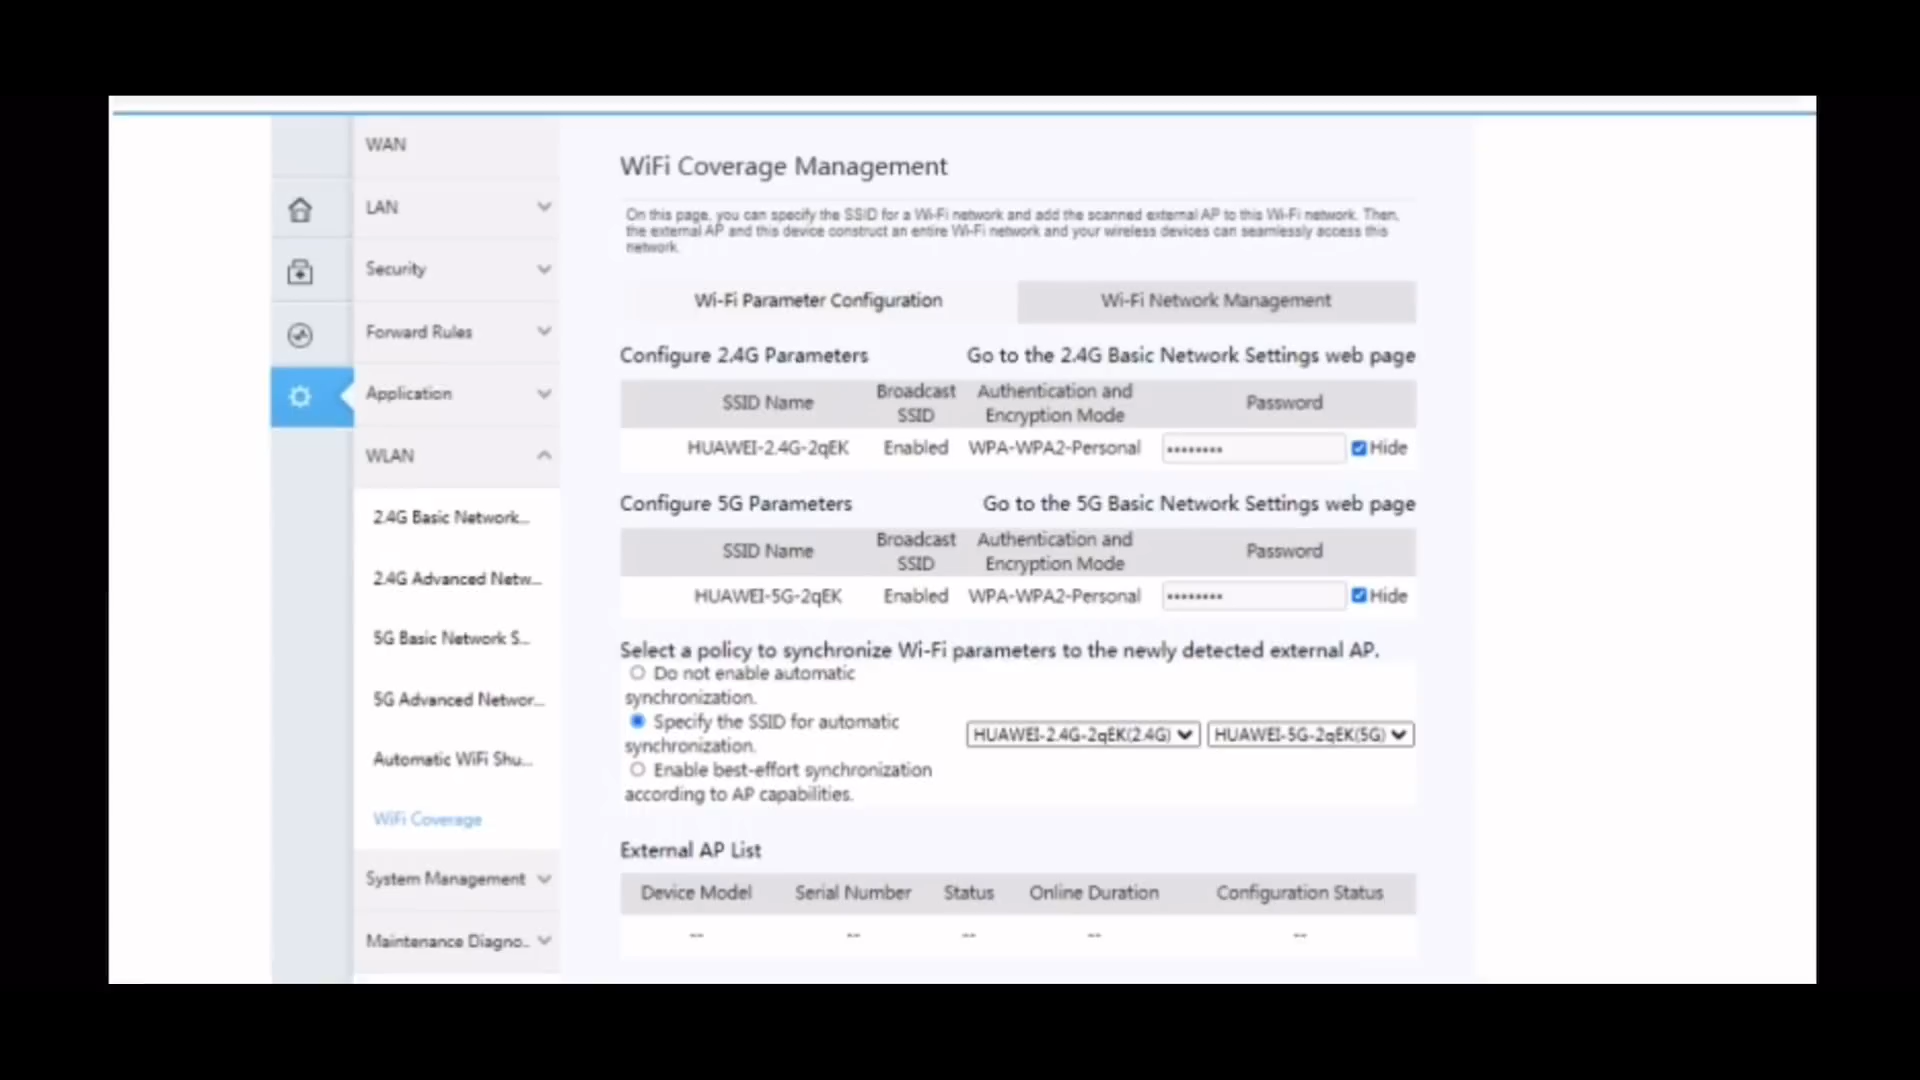 WAN
LAN
Security
Forward Rules
Application
WLAN
2.4G Basic Network...
2.4G Advanced Netw...
5G Basic Network S...
5G Advanced Networ...
Automatic WiFi Shu...
WiFi Coverage
System Management
Maintenance Diagno...
WiFi Coverage Management
On this page, you can specify the SSID for a Wi-Fi network and add the scanned external AP to this Wi-Fi network. Then,
the external AP and this device construct an entire Wi-Fi network and your wireless devices can seamlessly access this
network.
Wi-Fi Parameter Configuration Wi-Fi Network Management
Configure 2.4G Parameters Go to the 2.4G Basic Network Settings web page
SSID Name Broadcast SSID Authentication and Encryption Mode Password
HUAWEI-2.4G-2qEK Enabled WPA-WPA2-Personal •••••••• Hide
Configure 5G Parameters Go to the 5G Basic Network Settings web page
SSID Name Broadcast SSID Authentication and Encryption Mode Password
HUAWEI-5G-2qEK Enabled WPA-WPA2-Personal •••••••• Hide
Select a policy to synchronize Wi-Fi parameters to the newly detected external AP.
Do not enable automatic
synchronization.
Specify the SSID for automatic
synchronization.
HUAWEI-2.4G-2qEK(2.4G) HUAWEI-5G-2qEK(5G)
Enable best-effort synchronization
according to AP capabilities.
External AP List
Device Model Serial Number Status Online Duration Configuration Status
-- -- -- -- --